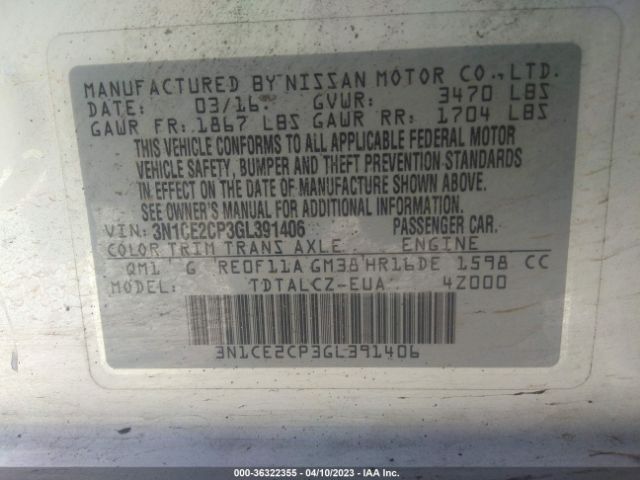 MANUFACTURED BY NISSAN MOTOR CO., LTD.
DATE: 03/16 GVWR: 3470 LBS
GAWR FR: 1867 LBS GAWR RR: 1704 LBS
THIS VEHICLE CONFORMS TO ALL APPLICABLE FEDERAL MOTOR
VEHICLE SAFETY, BUMPER AND THEFT PREVENTION STANDARDS
IN EFFECT ON THE DATE OF MANUFACTURE SHOWN ABOVE.
SEE OWNER'S MANUAL FOR ADDITIONAL INFORMATION.
VIN: 3N1CE2CP3GL391406 PASSENGER CAR.
COLOR TRIM TRANS AXLE ENGINE
QM1 G RE0F11A GM38 HR16DE 1598 CC
MODEL: TDTALCZ-EUA 4Z000
3N1CE2CP3GL391406
000-36322355 - 04/10/2023 - IAA Inc.